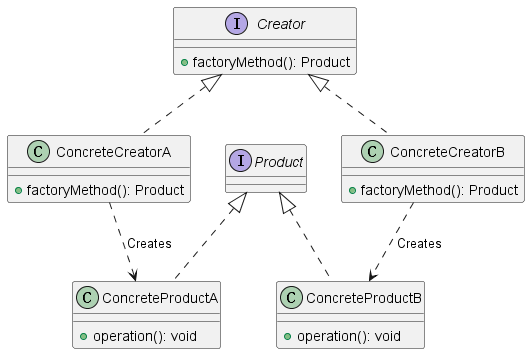 I Creator
factoryMethod(): Product
C ConcreteCreatorA
factoryMethod(): Product
I Product
C ConcreteCreatorB
factoryMethod(): Product
Creates
Creates
C ConcreteProductA
operation(): void
C ConcreteProductB
operation(): void